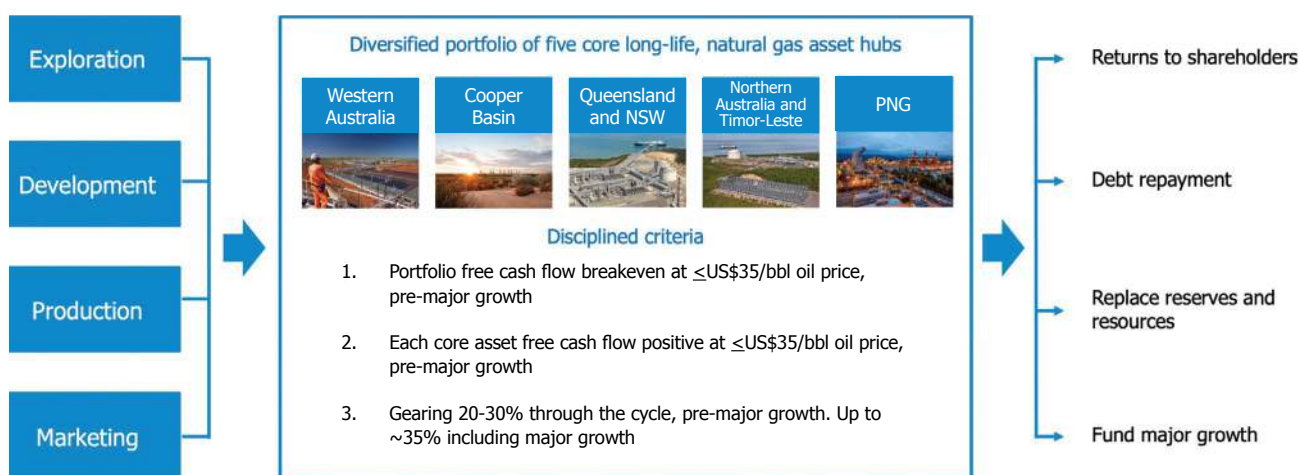 Exploration
Development
Production
Marketing
Diversified portfolio of five core long-life, natural gas asset hubs
Western
Australia
Cooper
Basin
Queensland
and NSW
Northern
Australia and
Timor-Leste
PNG
Disciplined criteria
1. Portfolio free cash flow breakeven at ≤US$35/bbl oil price,
pre-major growth
2. Each core asset free cash flow positive at ≤US$35/bbl oil price,
pre-major growth
3. Gearing 20-30% through the cycle, pre-major growth. Up to
~35% including major growth
Returns to shareholders
Debt repayment
Replace reserves and
resources
Fund major growth